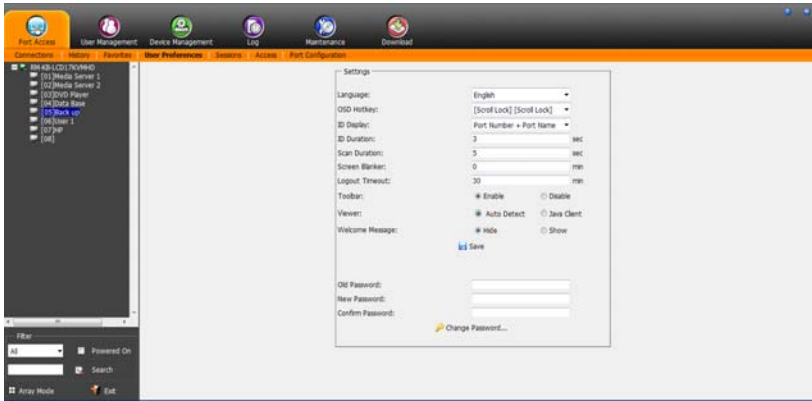 Port Access User Management Device Management Log Maintenance Download
Connections History Favorites User Preferences Sessions Access Port Configuration
RM-KB-LCD17KVMHD
[01]Media Server 1
[02]Media Server 2
[03]DVD Player
[04]Data Base
[05]Back up
[06]User 1
[07]HP
[08]
Filter
All Powered On
Search
Array Mode Exit
Settings
Language: English
OSD Hotkey: [Scroll Lock] [Scroll Lock]
ID Display: Port Number + Port Name
ID Duration: 3 sec
Scan Duration: 5 sec
Screen Blanker: 0 min
Logout Timeout: 30 min
Toolbar: Enable Disable
Viewer: Auto Detect Java Client
Welcome Message: Hide Show
Save
Old Password:
New Password:
Confirm Password:
Change Password...